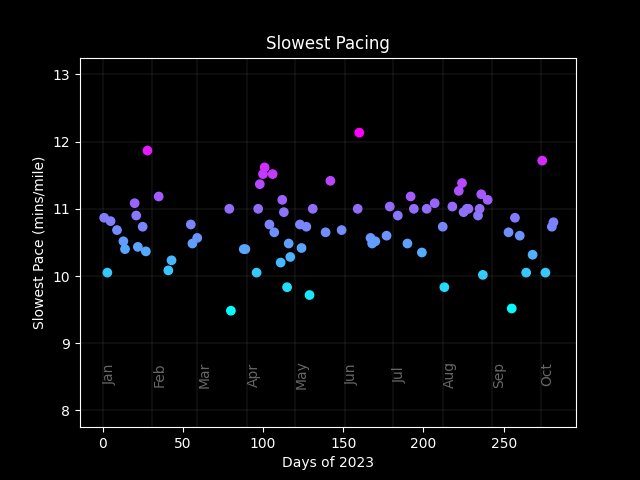 Slowest Pacing
13
12
11
10
9
8
Slowest Pace (mins/mile)
Jan Feb Mar Apr May Jun Jul Aug Sep Oct
0 50 100 150 200 250
Days of 2023